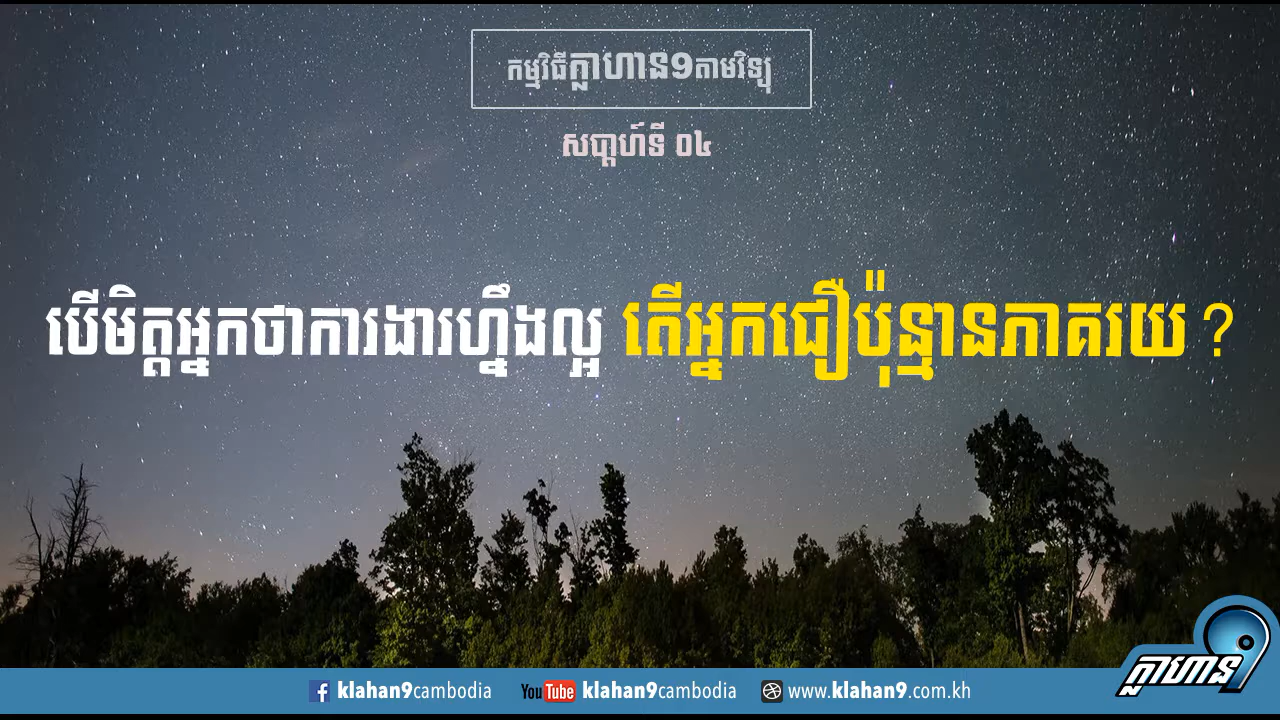 កម្មវិធីក្លាហាន9តាមវិទ្យុ
សប្តាហ៍ទី ០៤
បើមិត្តអ្នកថាការងារហ្នឹងល្អ តើអ្នកជឿប៉ុន្មានភាគរយ ?
klahan9cambodia YouTube klahan9cambodia www.klahan9.com.kh
ក្លាហាន9